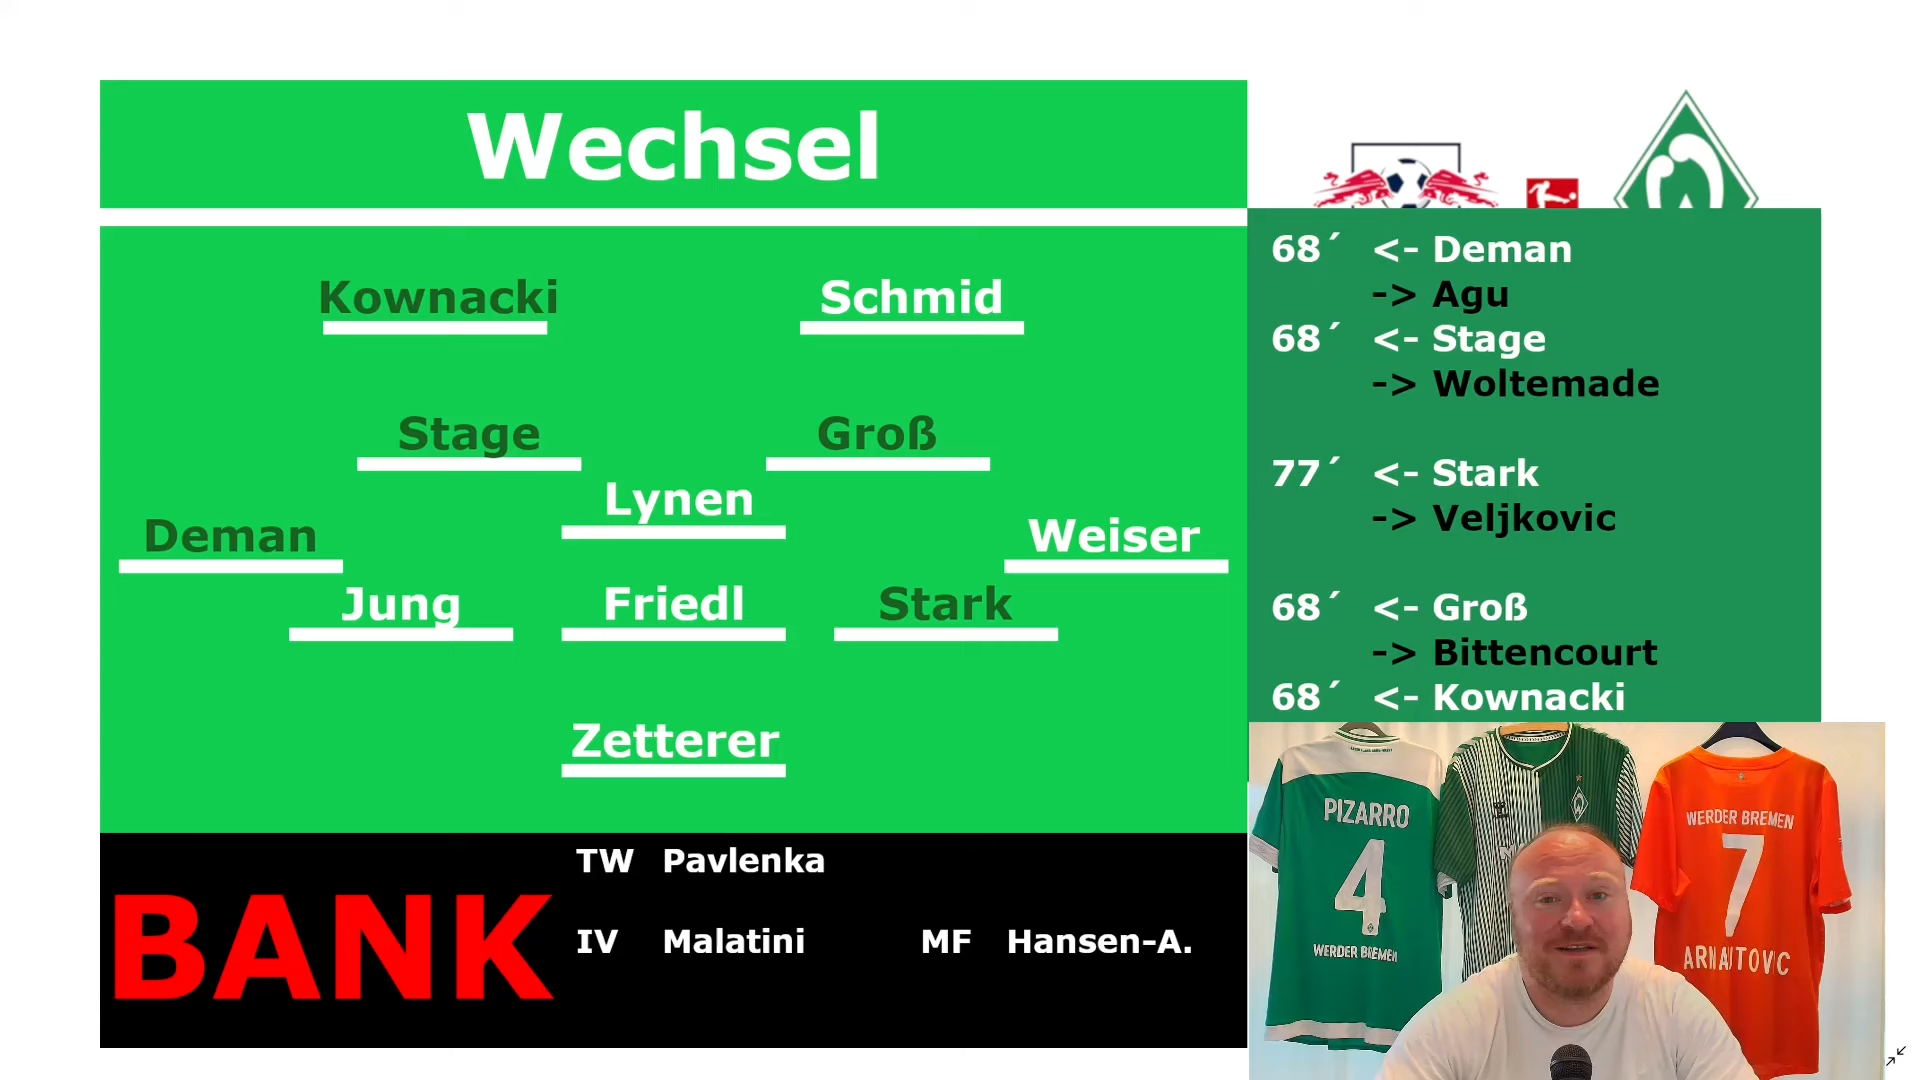 Wechsel
Kownacki
Schmid
Stage
Groß
Lynen
Deman
Weiser
Jung
Friedl
Stark
Zetterer
68´ <- Deman
-> Agu
68´ <- Stage
-> Woltemade
77´ <- Stark
-> Veljkovic
68´ <- Groß
-> Bittencourt
68´ <- Kownacki
BANK
TW Pavlenka
IV Malatini
MF Hansen-A.
PIZARRO
4
WERDER BREMEN
WERDER BREMEN
7
ARNAUTOVIC